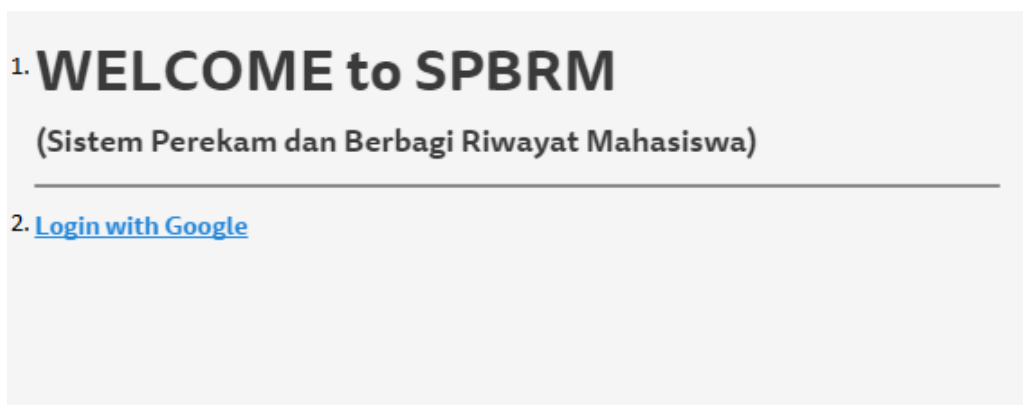 1. WELCOME to SPBRM
(Sistem Perekam dan Berbagi Riwayat Mahasiswa)
2. Login with Google